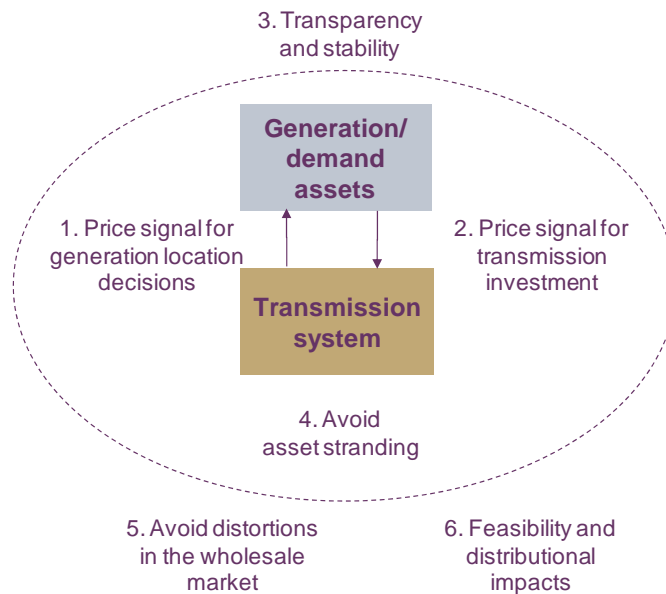 3. Transparency
and stability
Generation/
demand
assets
1. Price signal for
generation location
decisions
2. Price signal for
transmission
investment
Transmission
system
4. Avoid
asset stranding
5. Avoid distortions
in the wholesale
market
6. Feasibility and
distributional
impacts